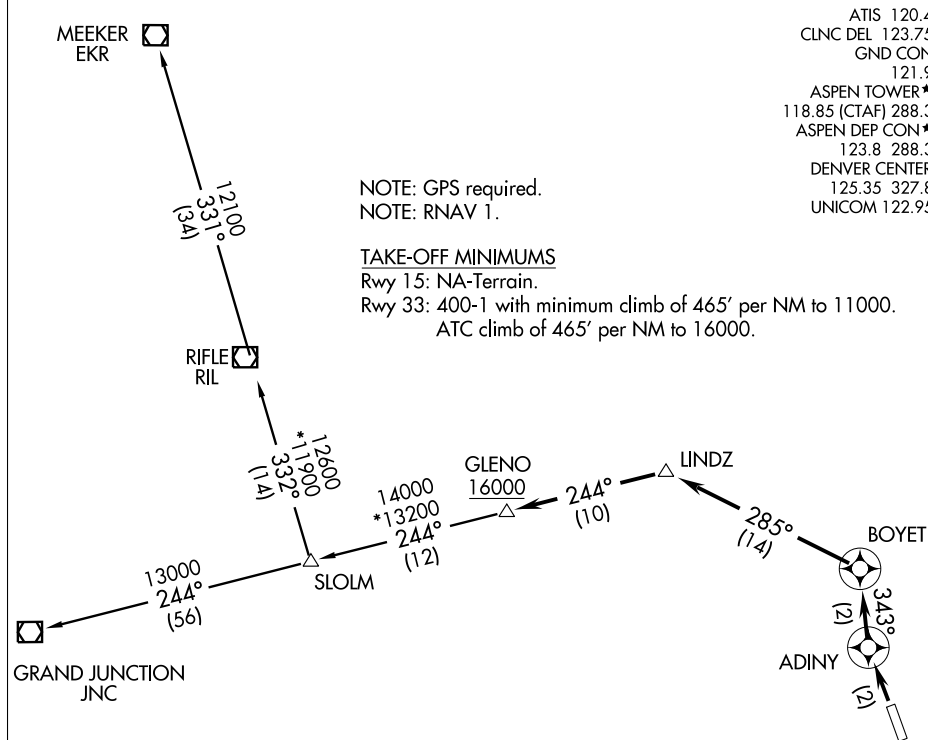 ATIS 120.4
CLNC DEL 123.75
GND CON
121.9
ASPEN TOWER★
118.85 (CTAF) 288.3
ASPEN DEP CON★
123.8 288.3
DENVER CENTER
125.35 327.8
UNICOM 122.95
MEEKER
EKR
12100
331°
(34)
NOTE: GPS required.
NOTE: RNAV 1.
TAKE-OFF MINIMUMS
Rwy 15: NA-Terrain.
Rwy 33: 400-1 with minimum climb of 465' per NM to 11000.
ATC climb of 465' per NM to 16000.
RIFLE
RIL
12600
*11900
332°
(14)
GLENO
16000
14000
*13200
244°
(12)
244°
(10)
LINDZ
285°
(14)
BOYET
343°
(2)
ADINY
(2)
SLOLM
13000
244°
(56)
GRAND JUNCTION
JNC